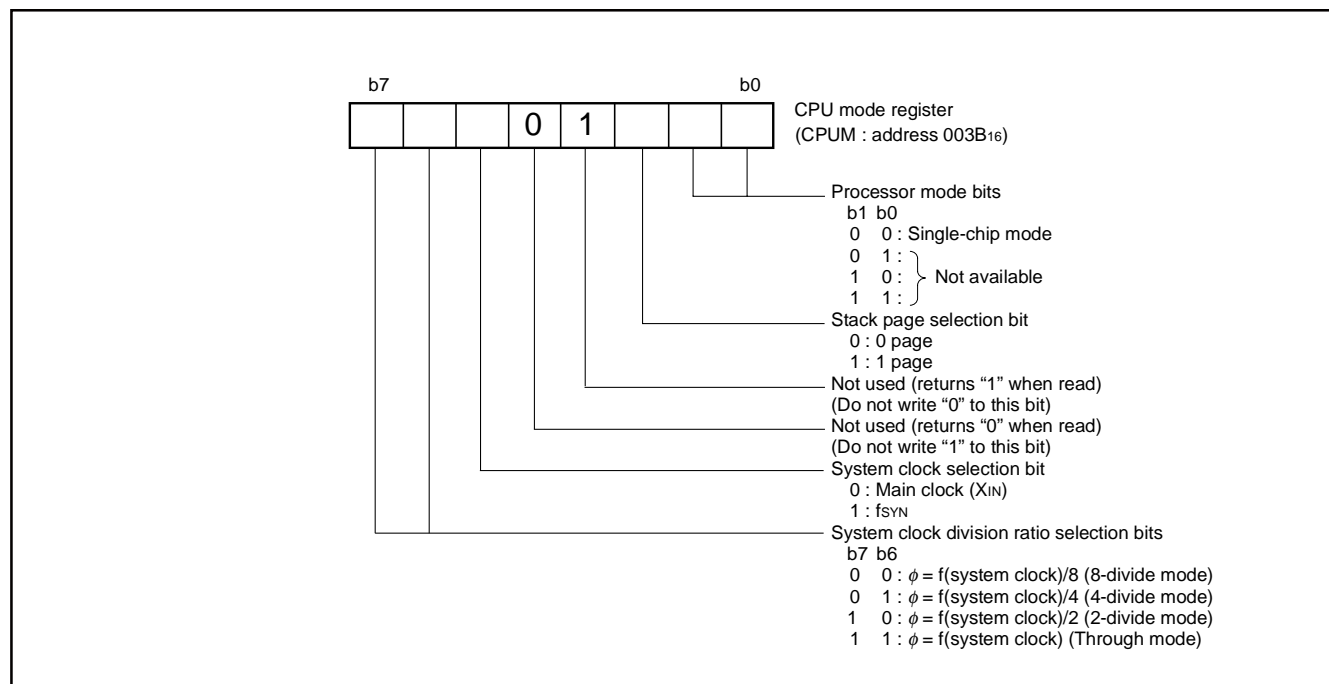 b7 b0
0 1
CPU mode register
(CPUM : address 003B16)
Processor mode bits
b1 b0
0 0 : Single-chip mode
0 1 :
1 0 : Not available
1 1 :
Stack page selection bit
0 : 0 page
1 : 1 page
Not used (returns “1” when read)
(Do not write “0” to this bit)
Not used (returns “0” when read)
(Do not write “1” to this bit)
System clock selection bit
0 : Main clock (XIN)
1 : fSYN
System clock division ratio selection bits
b7 b6
0 0 : ϕ = f(system clock)/8 (8-divide mode)
0 1 : ϕ = f(system clock)/4 (4-divide mode)
1 0 : ϕ = f(system clock)/2 (2-divide mode)
1 1 : ϕ = f(system clock) (Through mode)